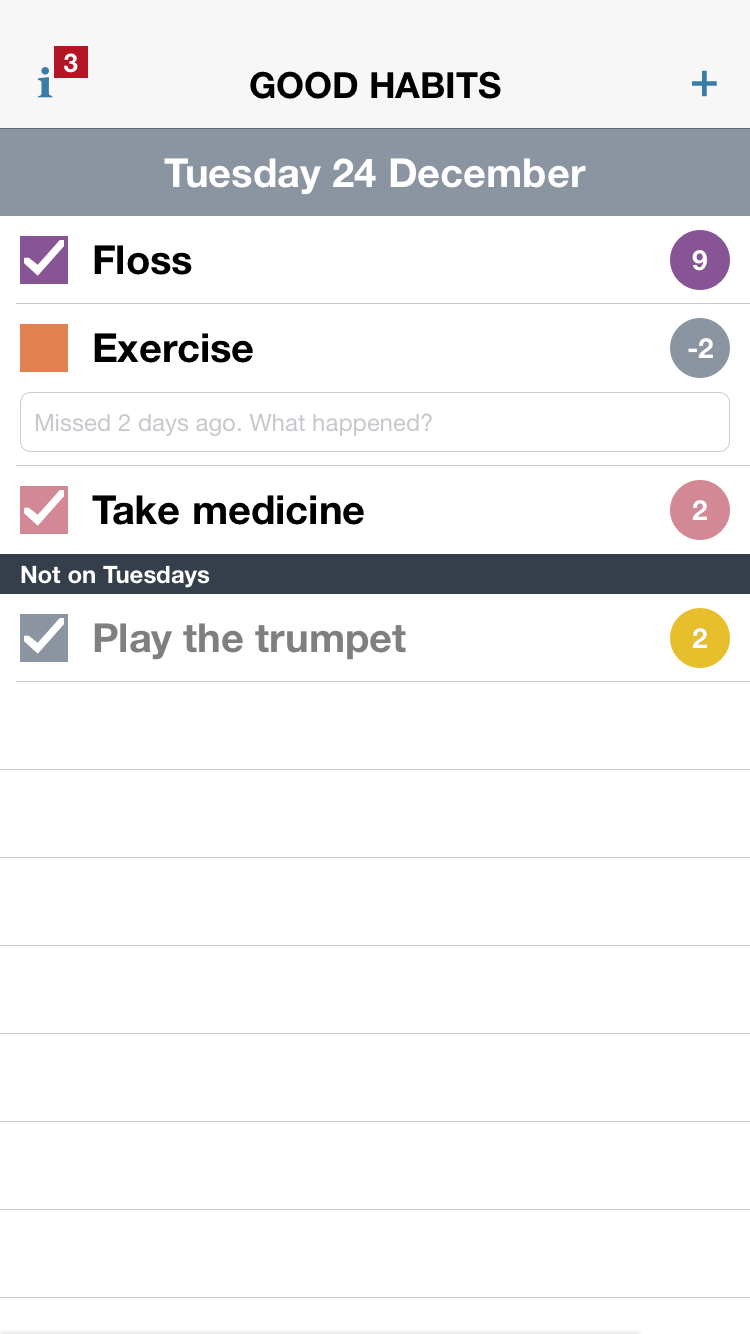 i 3
GOOD HABITS
+
Tuesday 24 December
Floss 9
Exercise -2
Missed 2 days ago. What happened?
Take medicine 2
Not on Tuesdays
Play the trumpet 2